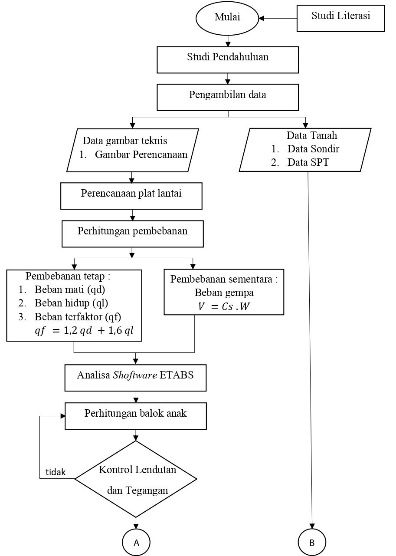 Mulai
Studi Literasi
Studi Pendahuluan
Pengambilan data
Data gambar teknis
1. Gambar Perencanaan
Data Tanah
1. Data Sondir
2. Data SPT
Perencanaan plat lantai
Perhitungan pembebanan
Pembebanan tetap :
1. Beban mati (qd)
2. Beban hidup (ql)
3. Beban terfaktor (qf)
qf = 1,2 qd + 1,6 ql
Pembebanan sementara :
Beban gempa
V = Cs . W
Analisa Shoftware ETABS
Perhitungan balok anak
tidak
Kontrol Lendutan
dan Tegangan
A
B